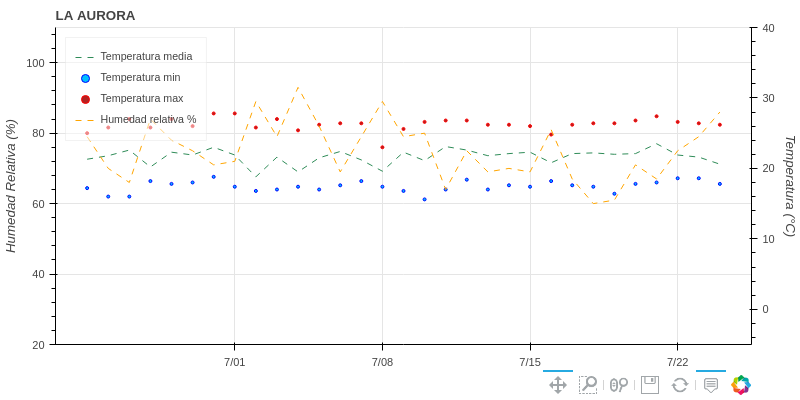 LA AURORA
Temperatura media
Temperatura min
Temperatura max
Humedad relativa %
Humedad Relativa (%)
100
80
60
40
20
Temperatura (°C)
40
30
20
10
0
7/01
7/08
7/15
7/22